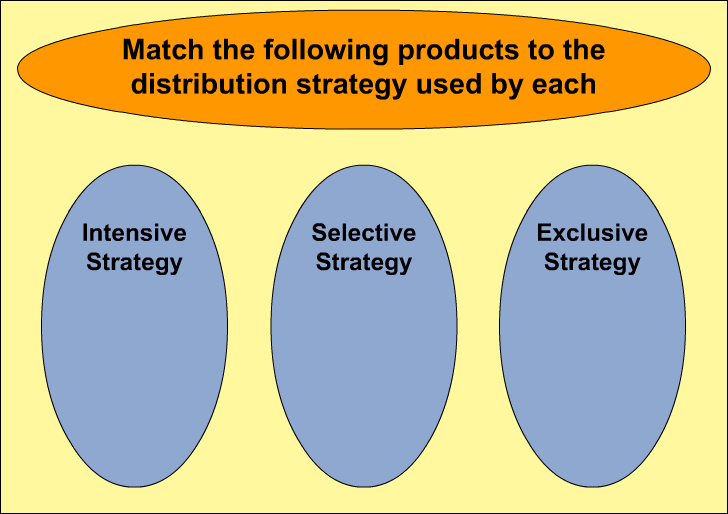 Match the following products to the
distribution strategy used by each
Intensive
Strategy
Selective
Strategy
Exclusive
Strategy